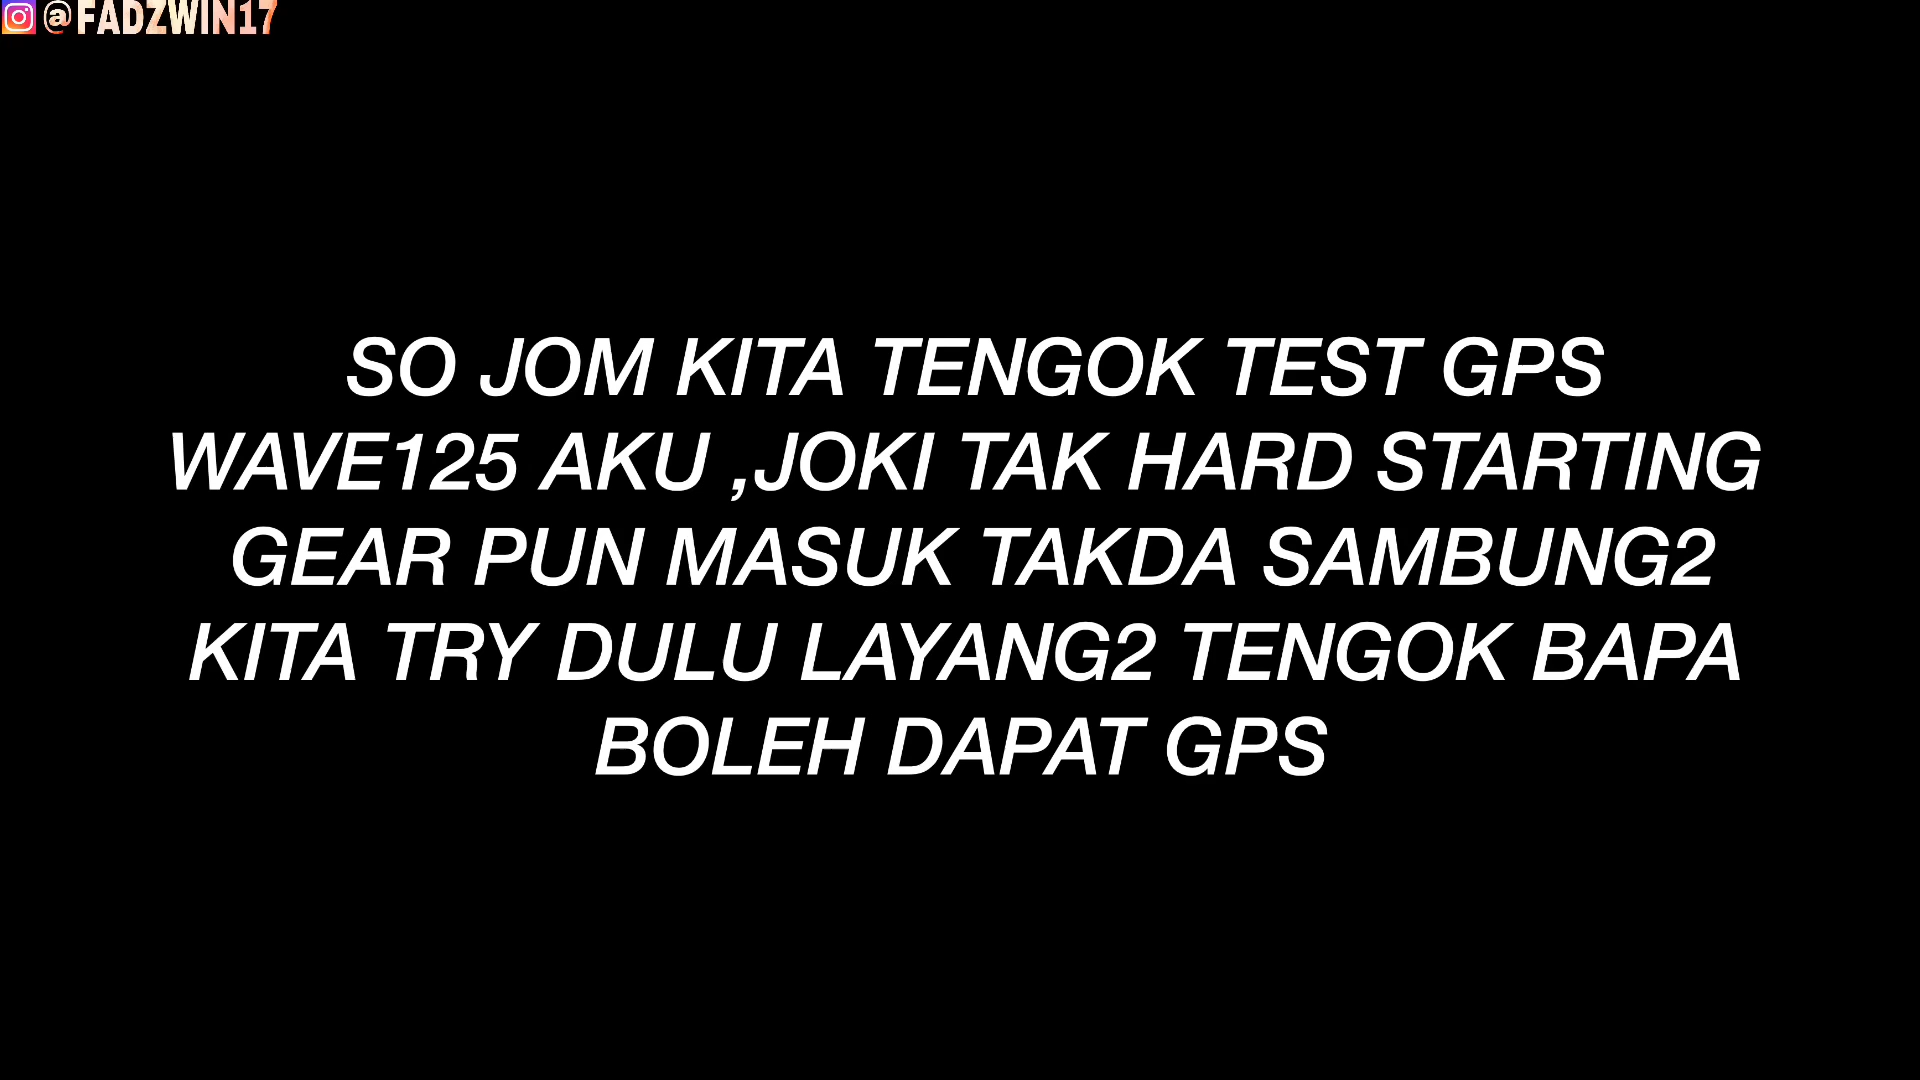 @FADZWIN17
SO JOM KITA TENGOK TEST GPS
WAVE125 AKU ,JOKI TAK HARD STARTING
GEAR PUN MASUK TAKDA SAMBUNG2
KITA TRY DULU LAYANG2 TENGOK BAPA
BOLEH DAPAT GPS